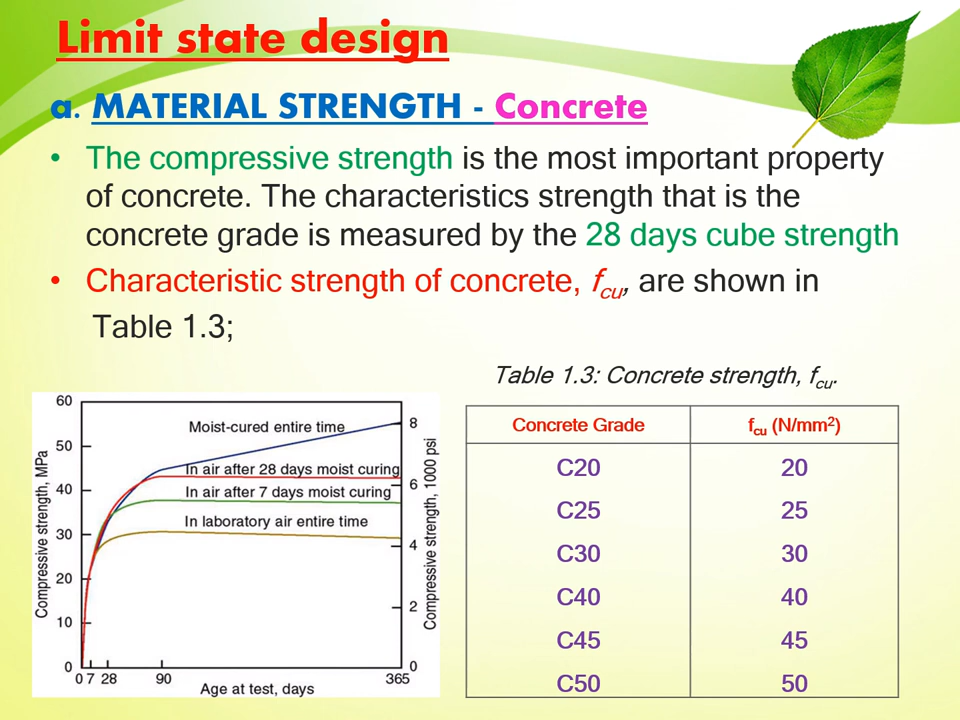 Limit state design
a. MATERIAL STRENGTH - Concrete
• The compressive strength is the most important property
of concrete. The characteristics strength that is the
concrete grade is measured by the 28 days cube strength
• Characteristic strength of concrete, fcu, are shown in
Table 1.3;
Table 1.3: Concrete strength, fcu.
Concrete Grade fcu (N/mm²)
C20 20
C25 25
C30 30
C40 40
C45 45
C50 50
Compressive strength, MPa
60
50
40
30
20
10
0
Moist-cured entire time
In air after 28 days moist curing
In air after 7 days moist curing
In laboratory air entire time
8
6
4
2
0
Compressive strength, 1000 psi
0 7 28 90 365
Age at test, days